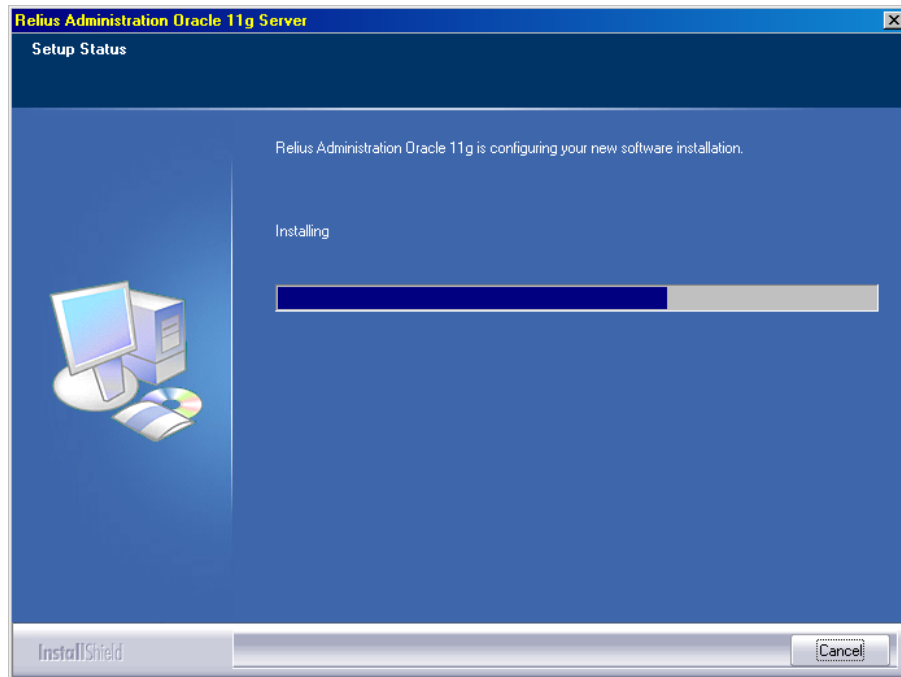 Relius Administration Oracle 11g Server
Setup Status
Relius Administration Oracle 11g is configuring your new software installation.
Installing
InstallShield
Cancel